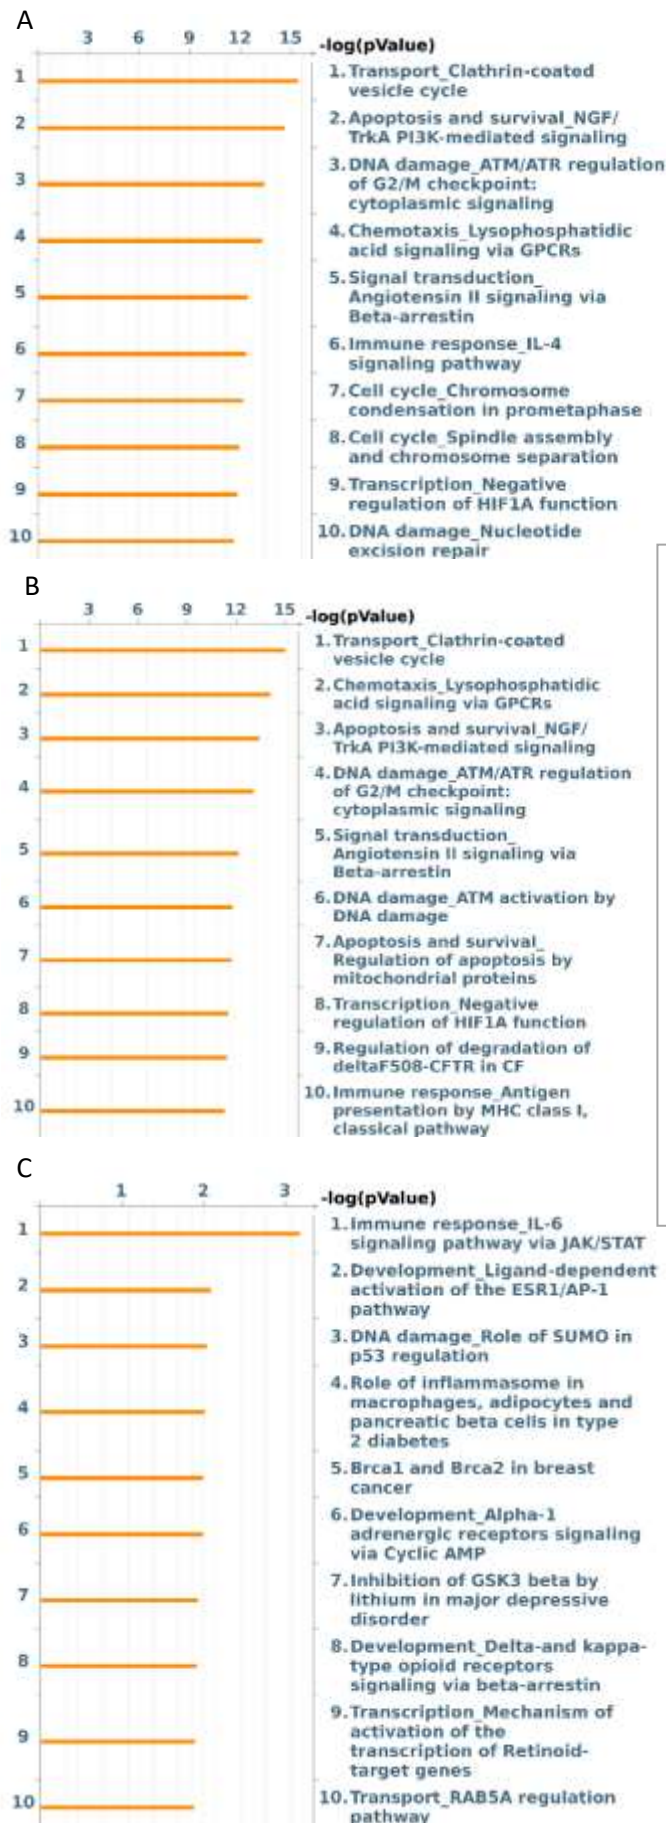 A
3 6 9 12 15 -log(pValue)
1 1.Transport_Clathrin-coated
vesicle cycle
2 2.Apoptosis and survival_NGF/
TrkA PI3K-mediated signaling
3 3.DNA damage_ATM/ATR regulation
of G2/M checkpoint:
cytoplasmic signaling
4 4.Chemotaxis_Lysophosphatidic
acid signaling via GPCRs
5 5.Signal transduction_
Angiotensin II signaling via
Beta-arrestin
6 6.Immune response_IL-4
signaling pathway
7 7.Cell cycle_Chromosome
condensation in prometaphase
8 8.Cell cycle_Spindle assembly
and chromosome separation
9 9.Transcription_Negative
regulation of HIF1A function
10 10.DNA damage_Nucleotide
excision repair
B
3 6 9 12 15 -log(pValue)
1 1.Transport_Clathrin-coated
vesicle cycle
2 2.Chemotaxis_Lysophosphatidic
acid signaling via GPCRs
3 3.Apoptosis and survival_NGF/
TrkA PI3K-mediated signaling
4 4.DNA damage_ATM/ATR regulation
of G2/M checkpoint:
cytoplasmic signaling
5 5.Signal transduction_
Angiotensin II signaling via
Beta-arrestin
6 6.DNA damage_ATM activation by
DNA damage
7 7.Apoptosis and survival_
Regulation of apoptosis by
mitochondrial proteins
8 8.Transcription_Negative
regulation of HIF1A function
9 9.Regulation of degradation of
deltaF508-CFTR in CF
10 10.Immune response_Antigen
presentation by MHC class I,
classical pathway
C
1 2 3 -log(pValue)
1 1.Immune response_IL-6
signaling pathway via JAK/STAT
2 2.Development_Ligand-dependent
activation of the ESR1/AP-1
pathway
3 3.DNA damage_Role of SUMO in
p53 regulation
4 4.Role of inflammasome in
macrophages, adipocytes and
pancreatic beta cells in type
2 diabetes
5 5.Brca1 and Brca2 in breast
cancer
6 6.Development_Alpha-1
adrenergic receptors signaling
via Cyclic AMP
7 7.Inhibition of GSK3 beta by
lithium in major depressive
disorder
8 8.Development_Delta-and kappa-
type opioid receptors
signaling via beta-arrestin
9 9.Transcription_Mechanism of
activation of the
transcription of Retinoid-
target genes
10 10.Transport_RAB5A regulation
pathway